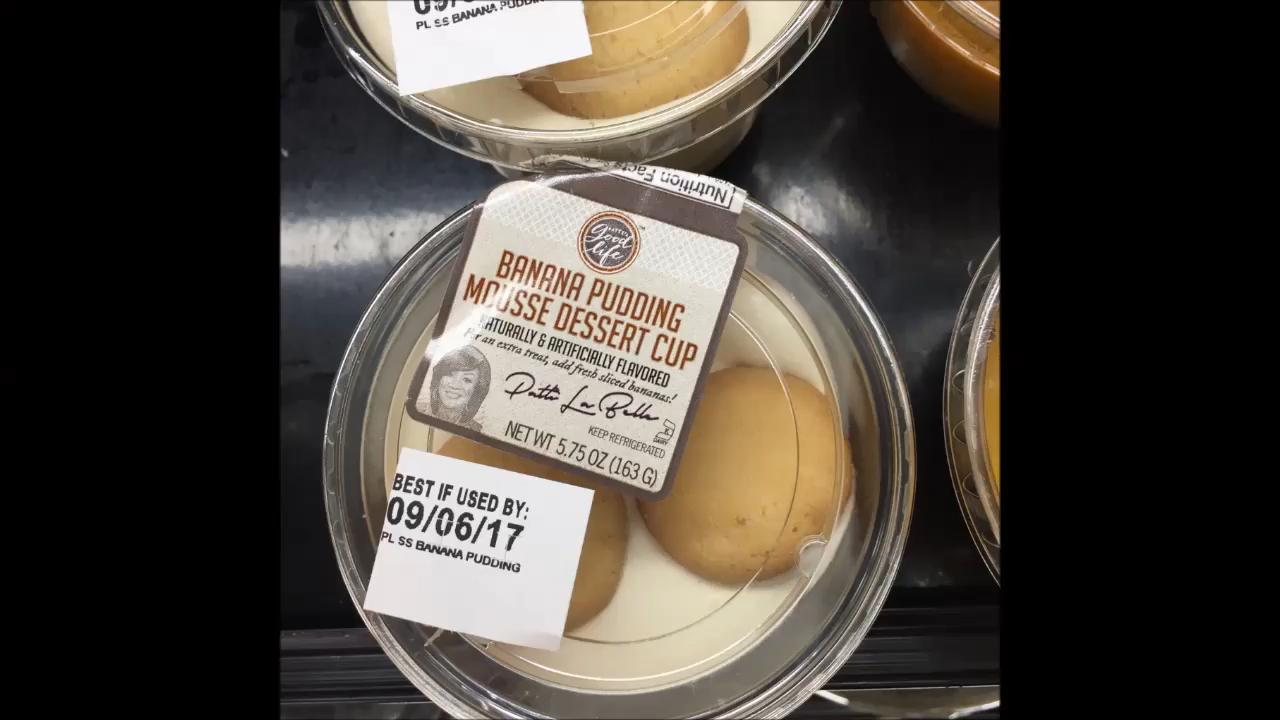 PL SS BANANA PUDDING
Nutrition Facts
PATTI'S
good
life
BANANA PUDDING
MOUSSE DESSERT CUP
NATURALLY & ARTIFICIALLY FLAVORED
For an extra treat, add fresh sliced bananas!
Patti LaBelle
KEEP REFRIGERATED
DAIRY
NET WT 5.75 OZ (163 G)
BEST IF USED BY:
09/06/17
PL SS BANANA PUDDING